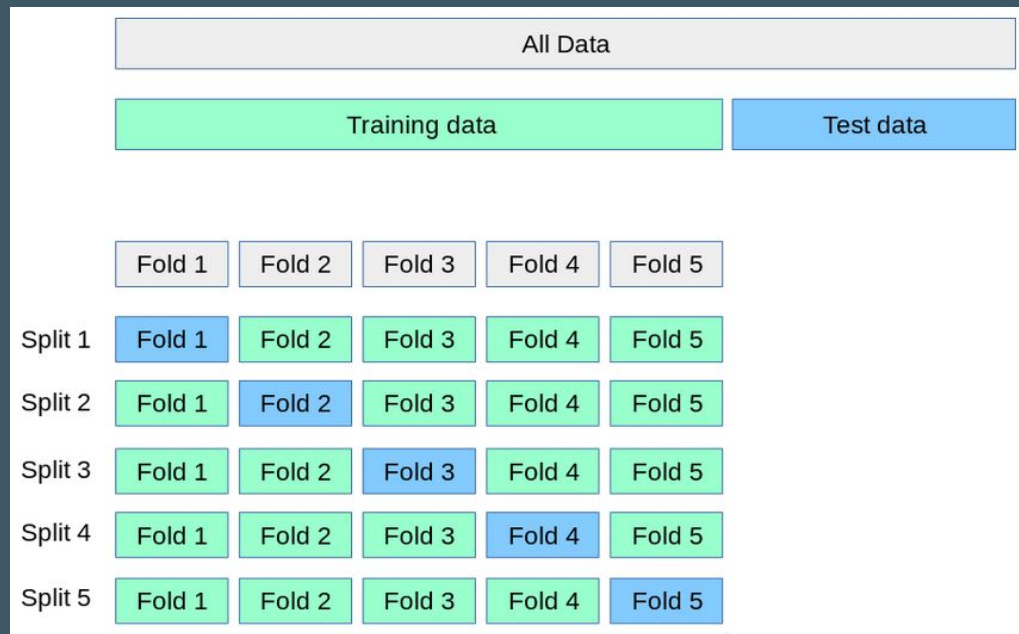 All Data
Training data Test data
Fold 1 Fold 2 Fold 3 Fold 4 Fold 5
Split 1 Fold 1 Fold 2 Fold 3 Fold 4 Fold 5
Split 2 Fold 1 Fold 2 Fold 3 Fold 4 Fold 5
Split 3 Fold 1 Fold 2 Fold 3 Fold 4 Fold 5
Split 4 Fold 1 Fold 2 Fold 3 Fold 4 Fold 5
Split 5 Fold 1 Fold 2 Fold 3 Fold 4 Fold 5